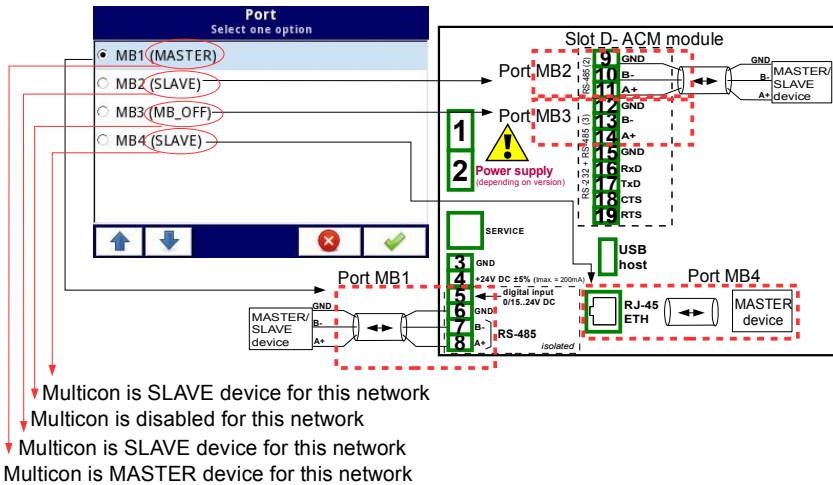 Port
Select one option
MB1 (MASTER)
MB2 (SLAVE)
MB3 (MB_OFF)
MB4 (SLAVE)
Slot D- ACM module
Port MB2
RS-485 (2)
9 GND
10 B-
11 A+
GND
B-
A+
MASTER/
SLAVE
device
Port MB3
RS-232 + RS-485 (3)
12 GND
13 B-
14 A+
15 GND
16 RxD
17 TxD
18 CTS
19 RTS
1
2
Power supply
(depending on version)
SERVICE
USB
host
3 GND
4 +24V DC ±5% (Imax. = 200mA)
5 digital input
0/15..24V DC
6 GND
7 B-
8 A+
RS-485
isolated
Port MB1
MASTER/
SLAVE
device
GND
B-
A+
Port MB4
RJ-45
ETH
MASTER
device
Multicon is SLAVE device for this network
Multicon is disabled for this network
Multicon is SLAVE device for this network
Multicon is MASTER device for this network